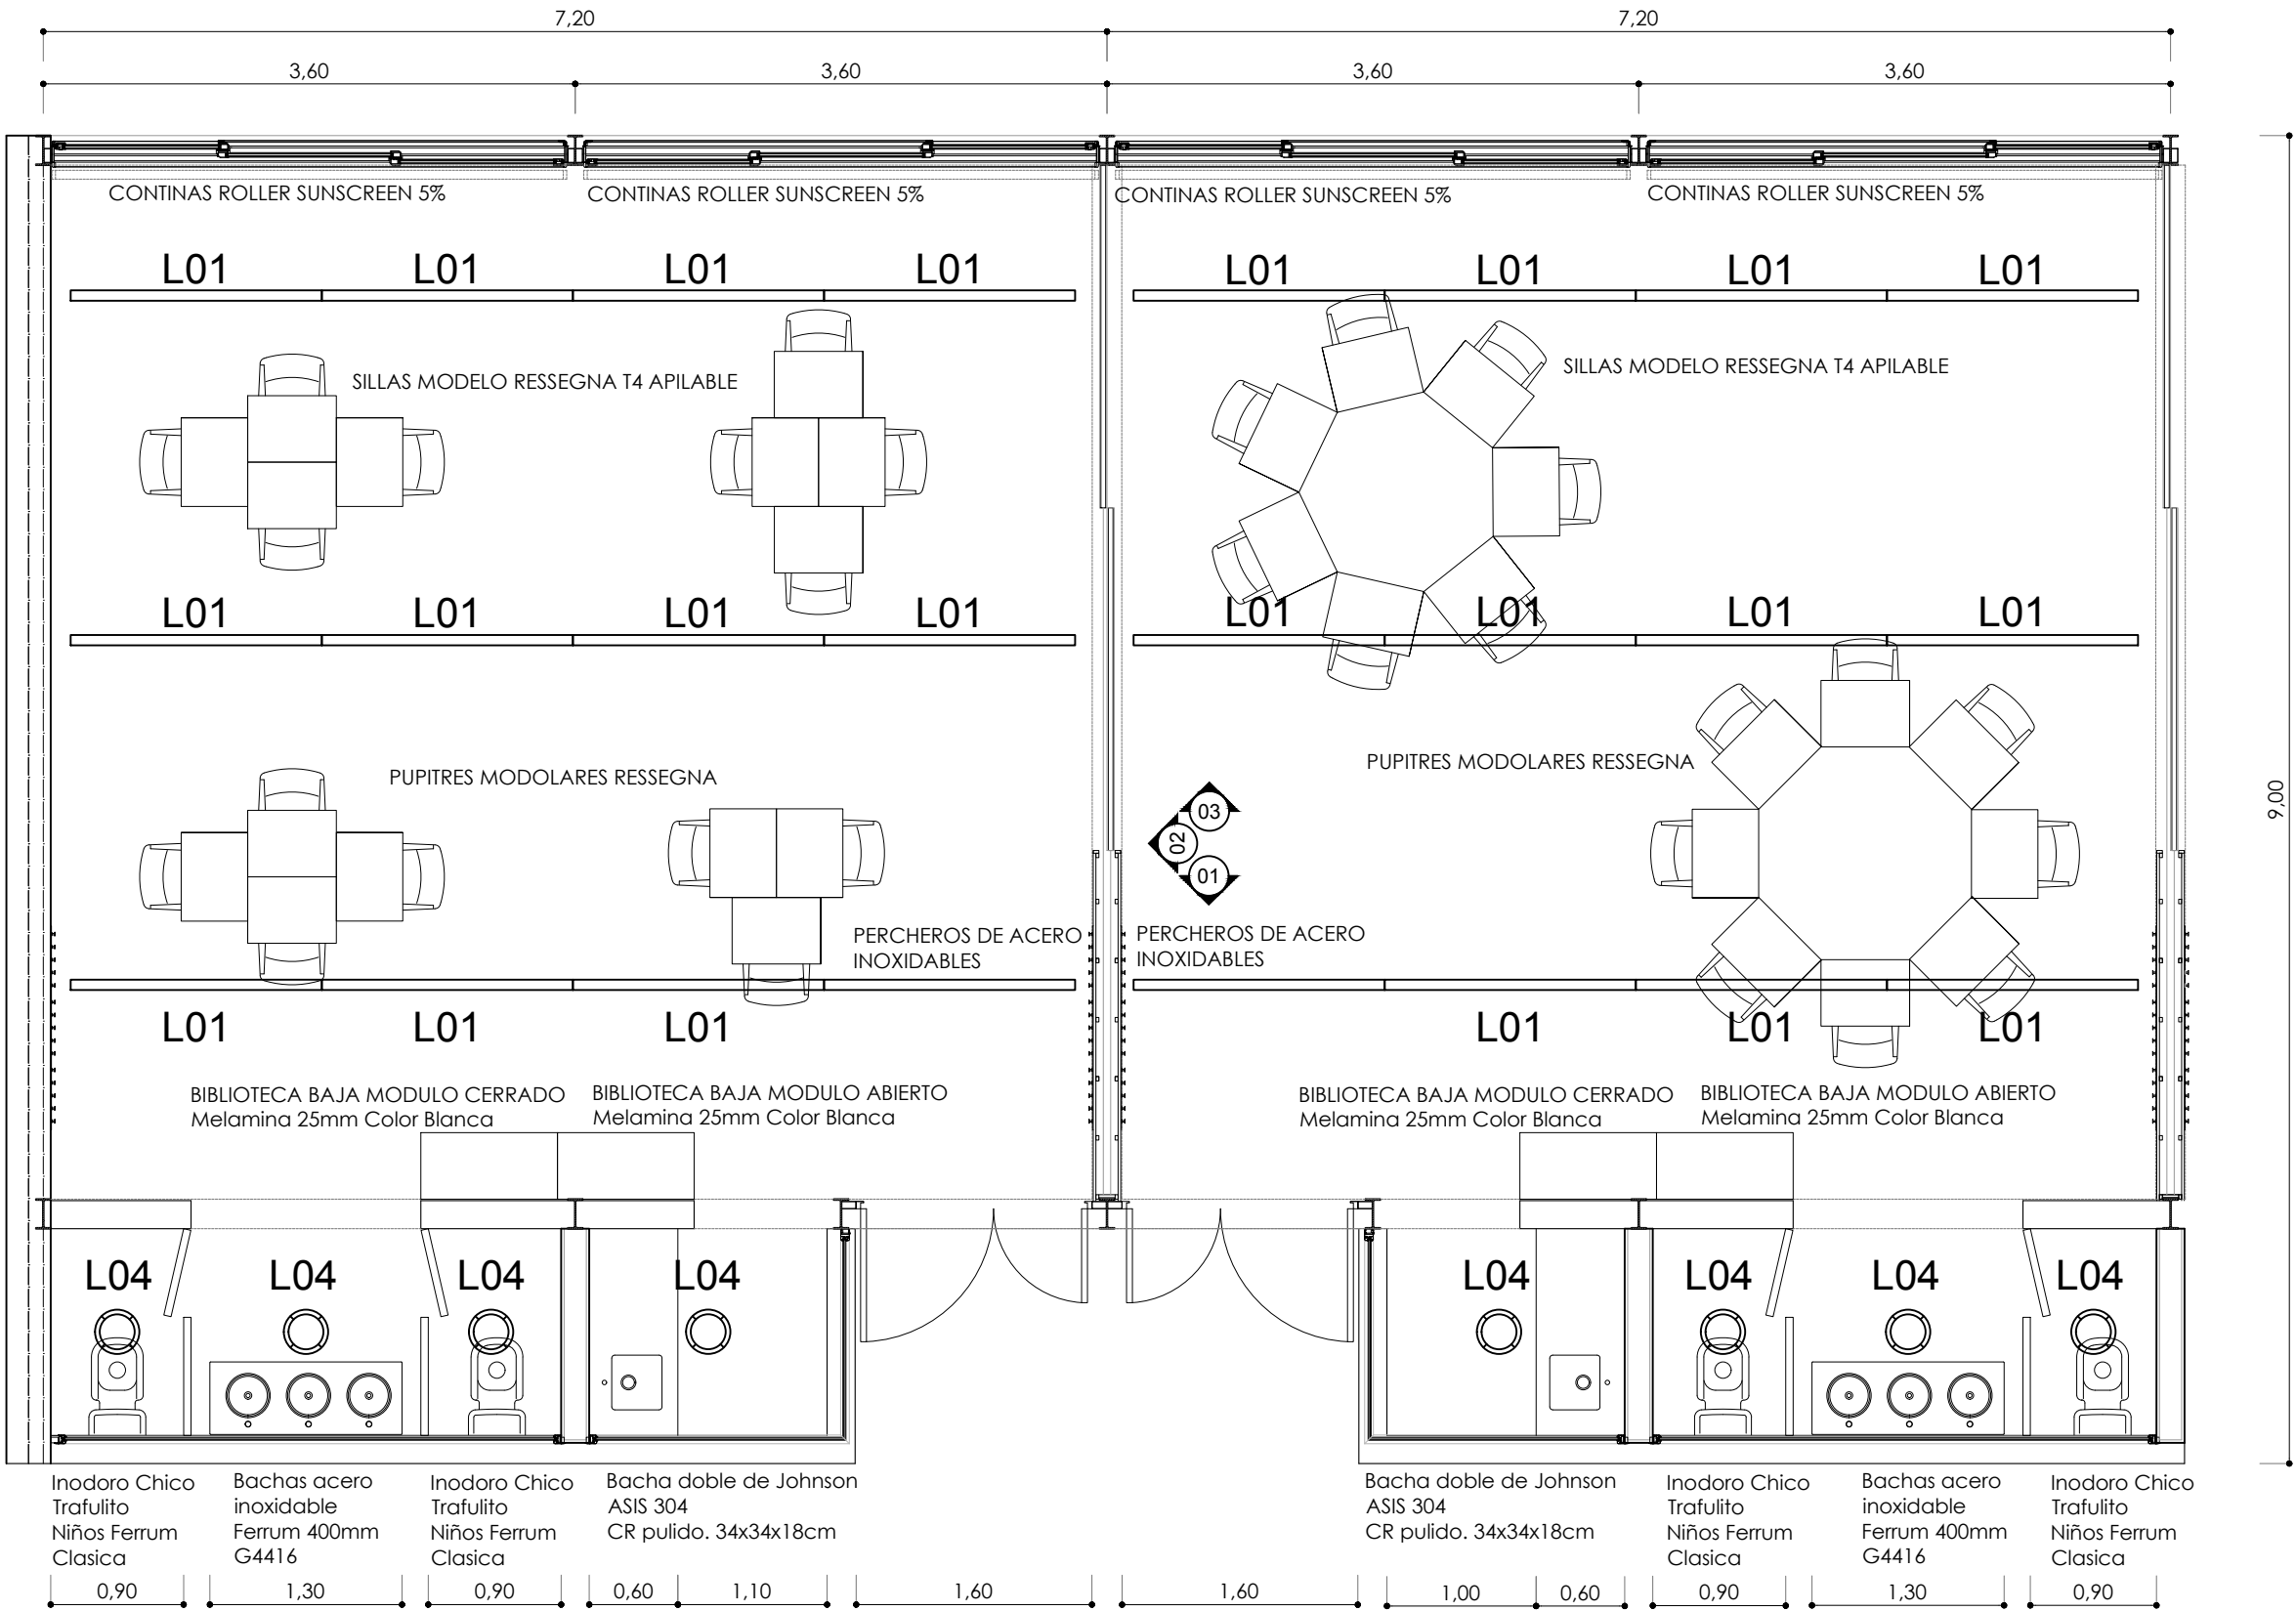 7,20 7,20
3,60 3,60 3,60 3,60
CONTINAS ROLLER SUNSCREEN 5% CONTINAS ROLLER SUNSCREEN 5% CONTINAS ROLLER SUNSCREEN 5% CONTINAS ROLLER SUNSCREEN 5%
L01 L01 L01 L01 L01 L01 L01 L01
SILLAS MODELO RESSEGNA T4 APILABLE
SILLAS MODELO RESSEGNA T4 APILABLE
L01 L01 L01 L01 L01 L01 L01 L01
PUPITRES MODOLARES RESSEGNA
PUPITRES MODOLARES RESSEGNA
9,00
03
02
01
PERCHEROS DE ACERO
INOXIDABLES
PERCHEROS DE ACERO
INOXIDABLES
L01 L01 L01 L01 L01 L01
BIBLIOTECA BAJA MODULO CERRADO
Melamina 25mm Color Blanca
BIBLIOTECA BAJA MODULO ABIERTO
Melamina 25mm Color Blanca
BIBLIOTECA BAJA MODULO CERRADO
Melamina 25mm Color Blanca
BIBLIOTECA BAJA MODULO ABIERTO
Melamina 25mm Color Blanca
L04 L04 L04 L04 L04 L04 L04 L04
Inodoro Chico
Trafulito
Niños Ferrum
Clasica
Bachas acero
inoxidable
Ferrum 400mm
G4416
Inodoro Chico
Trafulito
Niños Ferrum
Clasica
Bacha doble de Johnson
ASIS 304
CR pulido. 34x34x18cm
Bacha doble de Johnson
ASIS 304
CR pulido. 34x34x18cm
Inodoro Chico
Trafulito
Niños Ferrum
Clasica
Bachas acero
inoxidable
Ferrum 400mm
G4416
Inodoro Chico
Trafulito
Niños Ferrum
Clasica
0,90 1,30 0,90 0,60 1,10 1,60 1,60 1,00 0,60 0,90 1,30 0,90